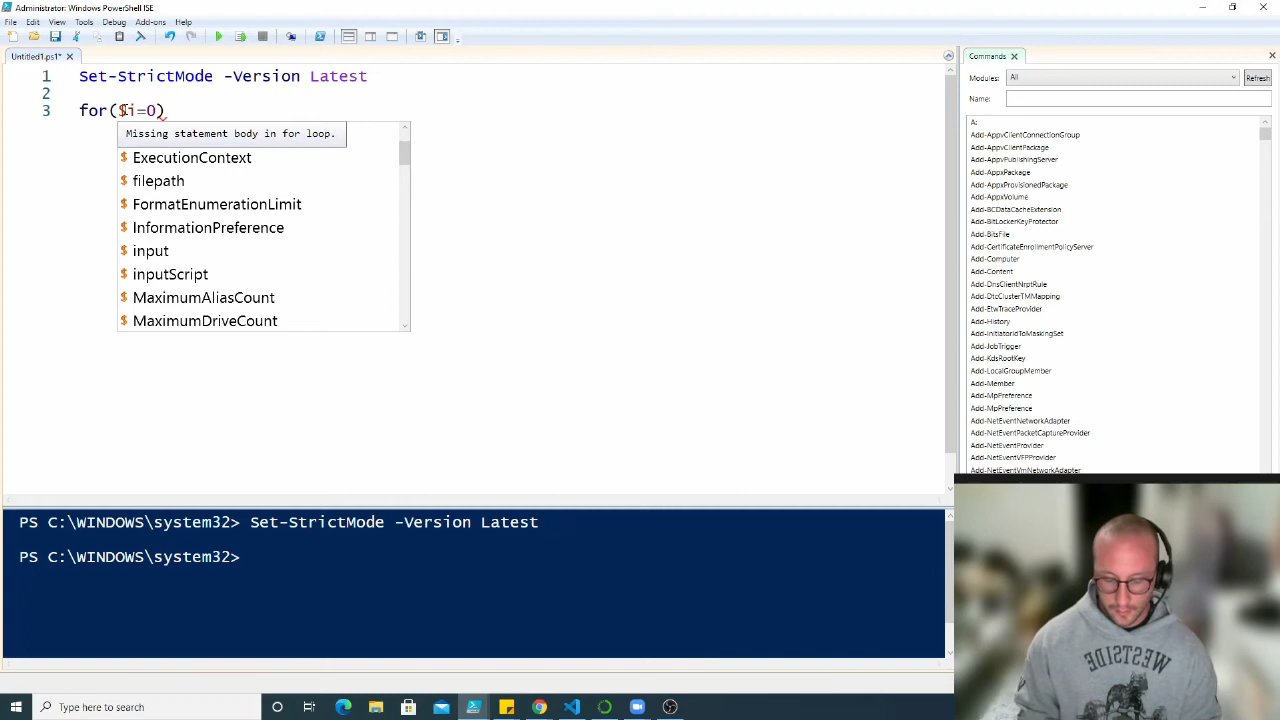 Administrator: Windows PowerShell ISE
File Edit View Tools Debug Add-ons Help
Untitled1.ps1*
1 Set-StrictMode -Version Latest
2
3 for($i=0)
Missing statement body in for loop.
$ ExecutionContext
$ filepath
$ FormatEnumerationLimit
$ InformationPreference
$ input
$ inputScript
$ MaximumAliasCount
$ MaximumDriveCount
PS C:\WINDOWS\system32> Set-StrictMode -Version Latest
PS C:\WINDOWS\system32>
Commands
Modules: All Refresh
Name:
A:
Add-AppvClientConnectionGroup
Add-AppvClientPackage
Add-AppvPublishingServer
Add-AppxPackage
Add-AppxProvisionedPackage
Add-AppxVolume
Add-BCDataCacheExtension
Add-BitLockerKeyProtector
Add-BitsFile
Add-CertificateEnrollmentPolicyServer
Add-Computer
Add-Content
Add-DnsClientNrptRule
Add-DtcClusterTMMapping
Add-EtwTraceProvider
Add-History
Add-InitiatorIdToMaskingSet
Add-JobTrigger
Add-KdsRootKey
Add-LocalGroupMember
Add-Member
Add-MpPreference
Add-MpPreference
Add-NetEventNetworkAdapter
Add-NetEventPacketCaptureProvider
Add-NetEventProvider
Add-NetEventVFPProvider
Add-NetEventVmNetworkAdapter
WESTSIDE
Type here to search